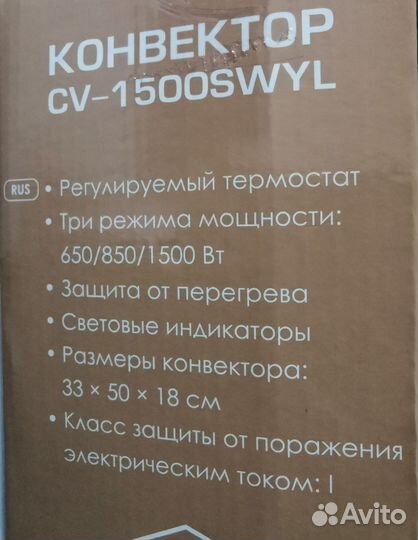 КОНВЕКТОР
CV-1500SWYL
RUS • Регулируемый термостат
• Три режима мощности:
650/850/1500 Вт
• Защита от перегрева
• Световые индикаторы
• Размеры конвектора:
33 × 50 × 18 см
• Класс защиты от поражения
электрическим током: I
Avito